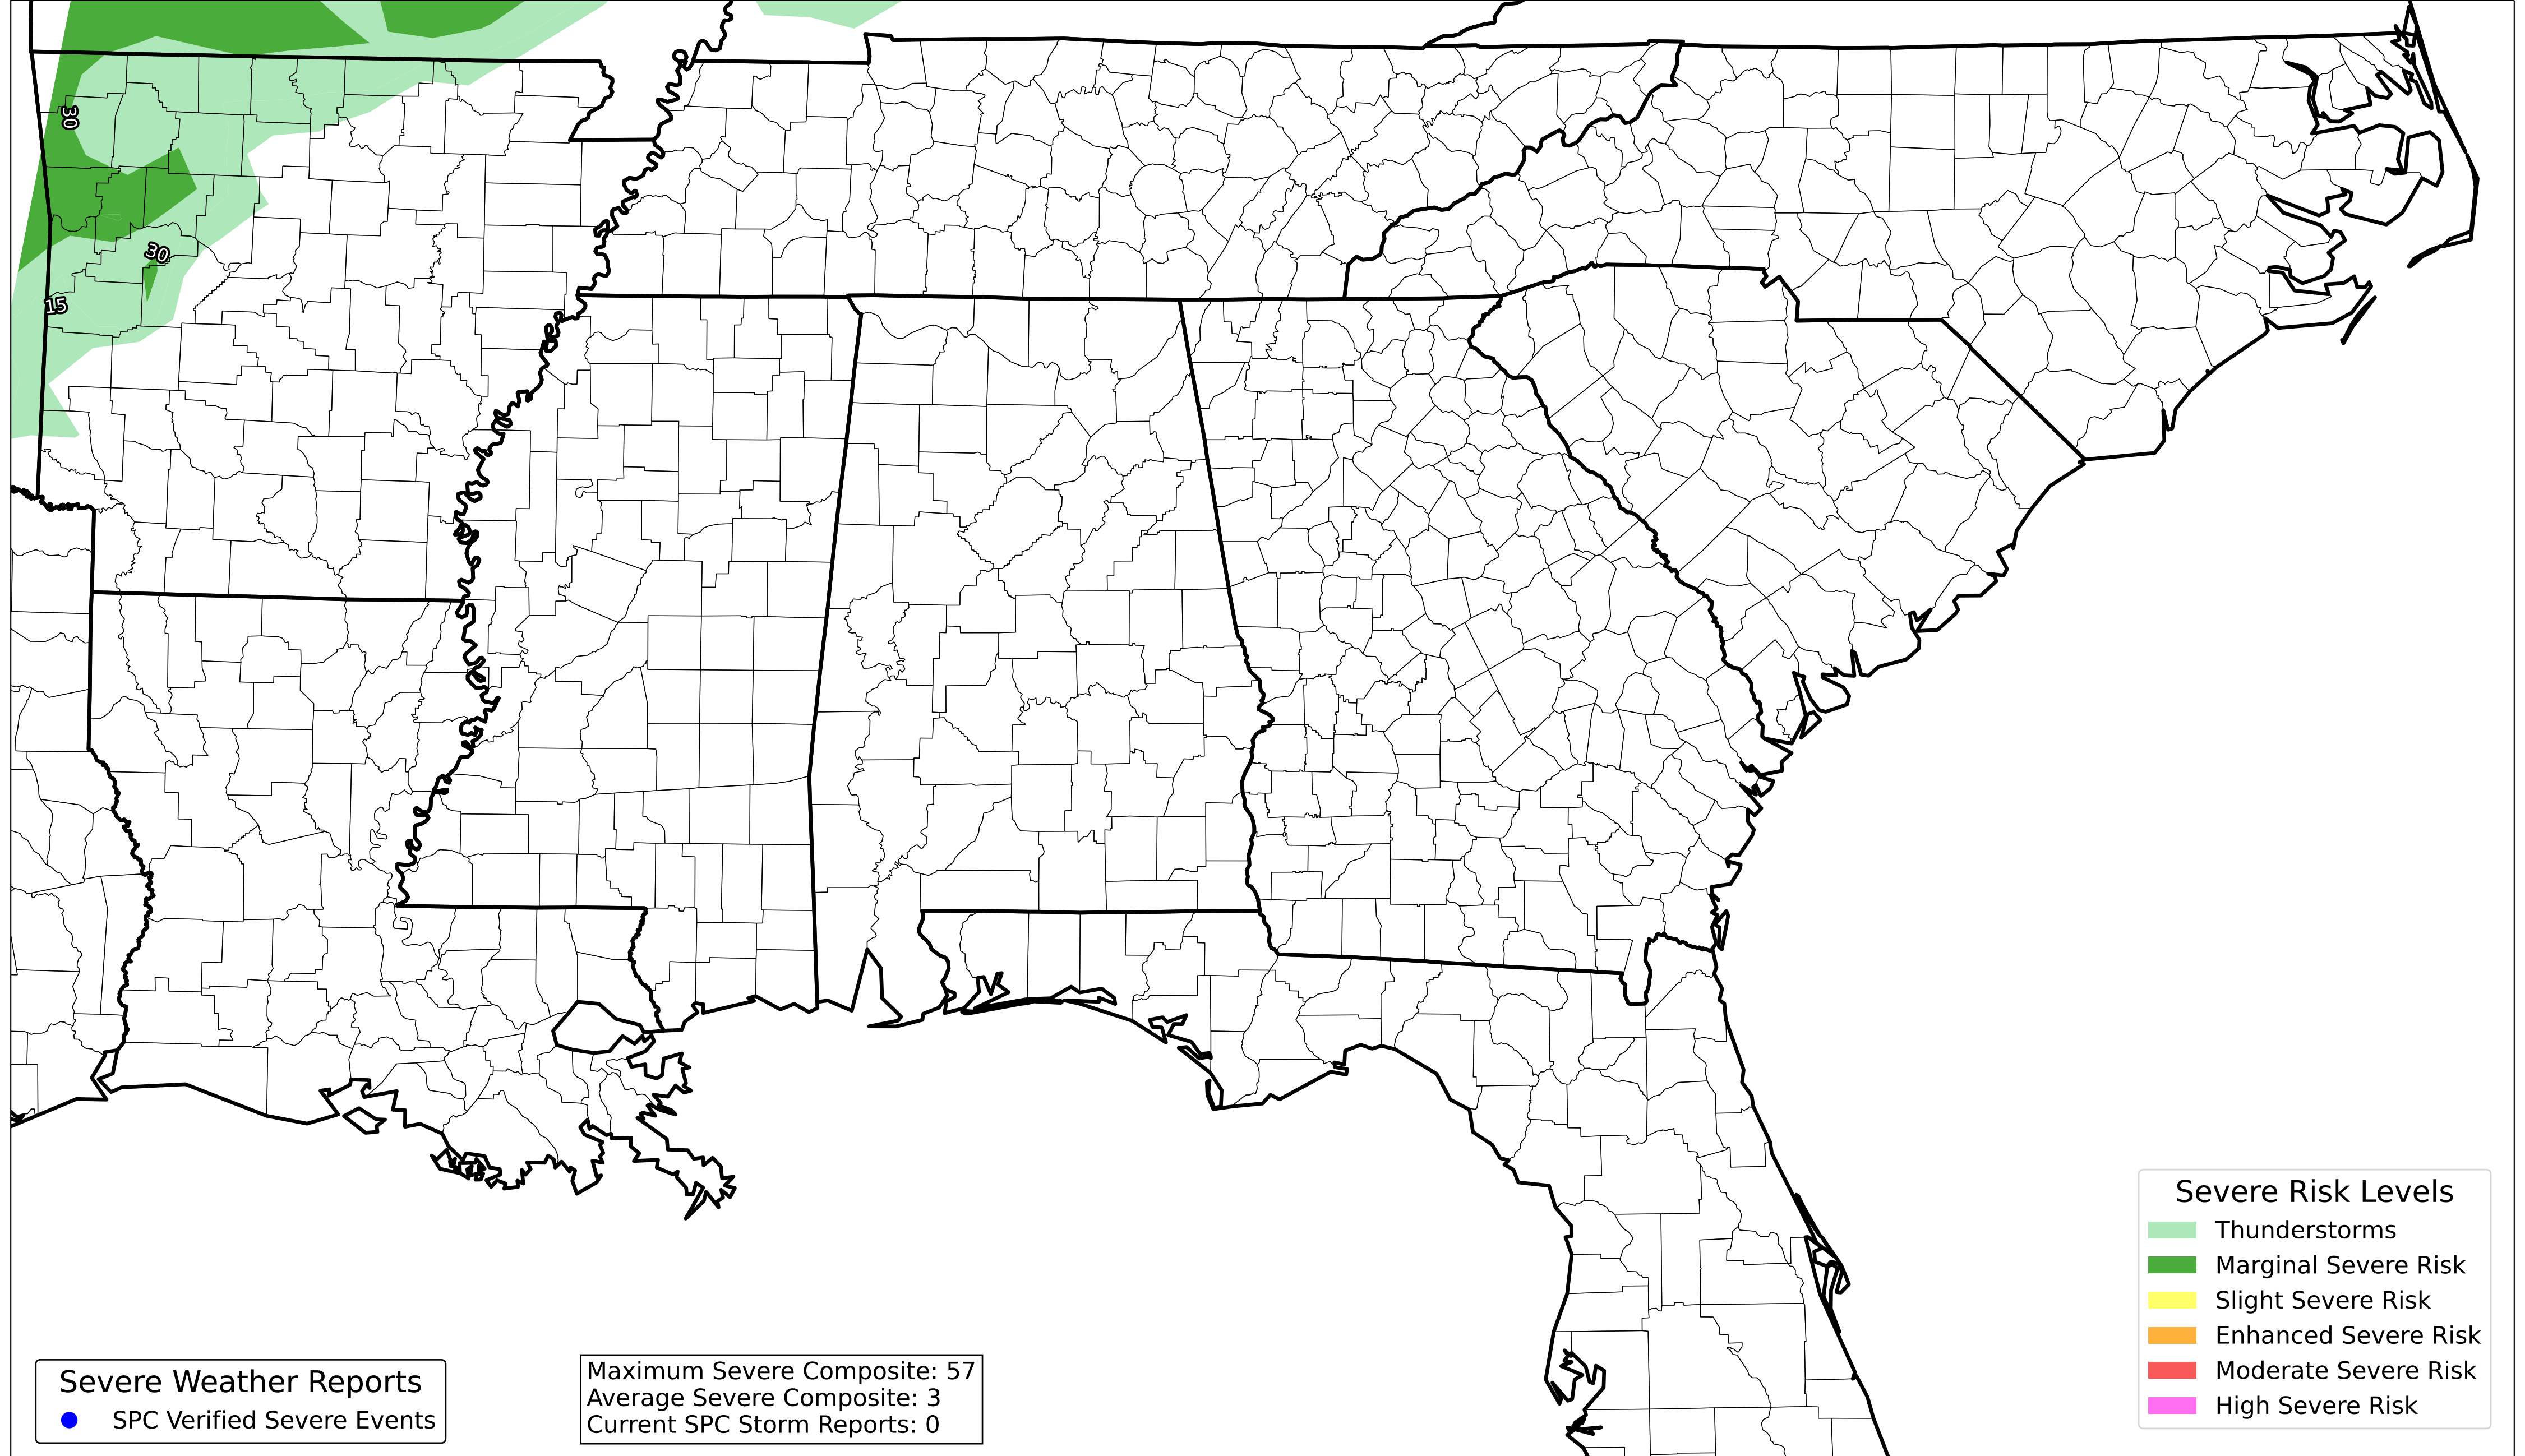 30
30
15
Severe Risk Levels
Thunderstorms
Marginal Severe Risk
Slight Severe Risk
Enhanced Severe Risk
Moderate Severe Risk
High Severe Risk
Severe Weather Reports
SPC Verified Severe Events
Maximum Severe Composite: 57
Average Severe Composite: 3
Current SPC Storm Reports: 0